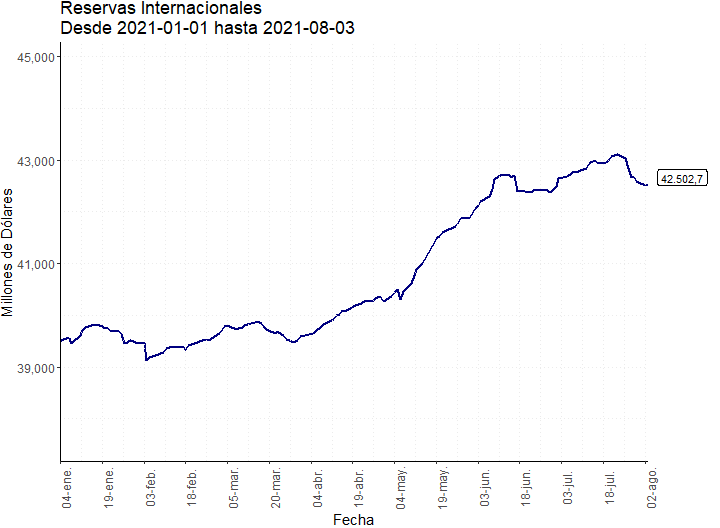 Reservas Internacionales
Desde 2021-01-01 hasta 2021-08-03
Millones de Dólares
45,000
43,000
41,000
39,000
42.502,7
04-ene.
19-ene.
03-feb.
18-feb.
05-mar.
20-mar.
04-abr.
19-abr.
04-may.
19-may.
03-jun.
18-jun.
03-jul.
18-jul.
02-ago.
Fecha